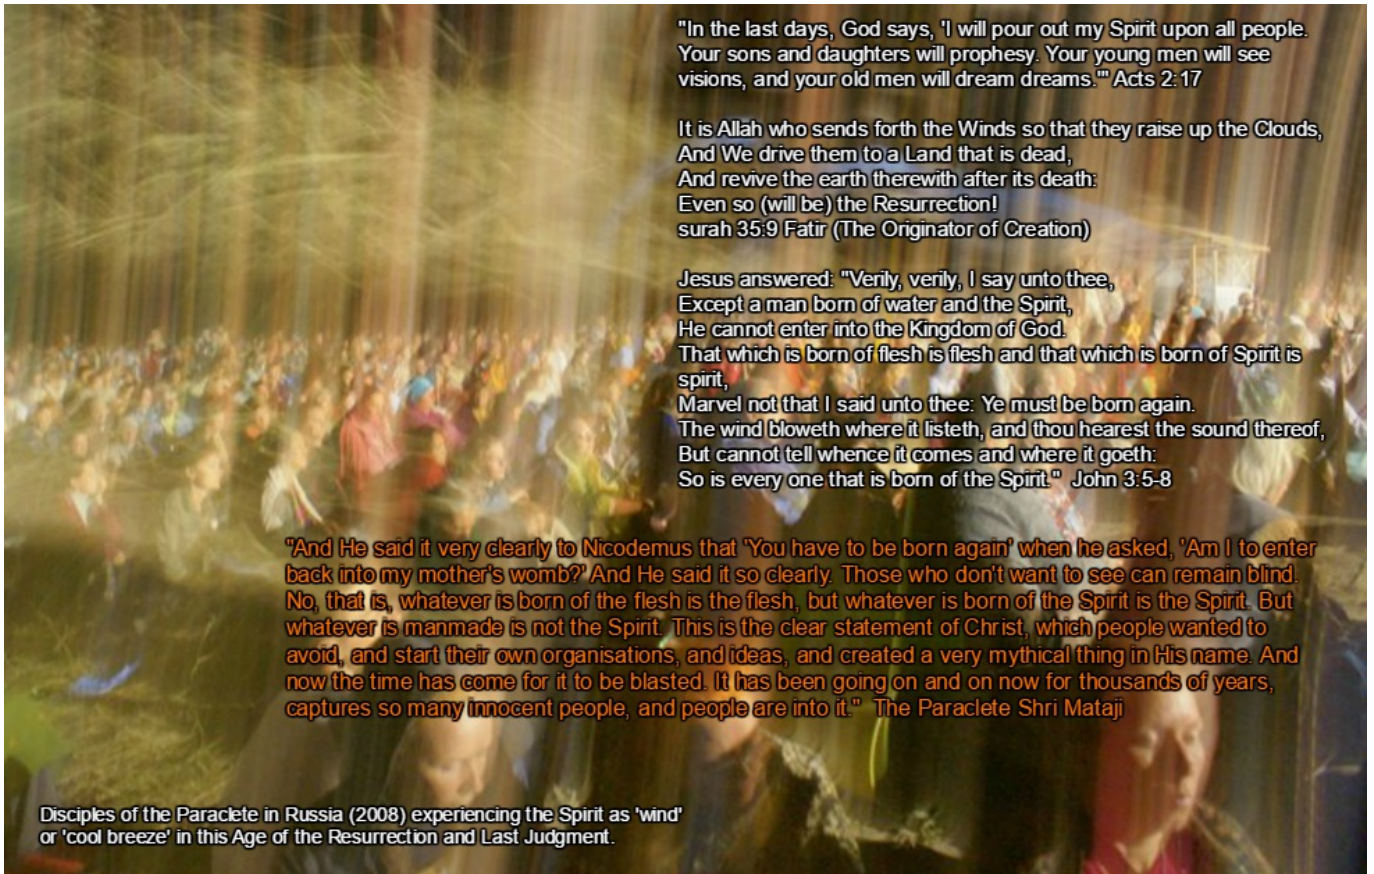 "In the last days, God says, 'I will pour out my Spirit upon all people.
Your sons and daughters will prophesy. Your young men will see
visions, and your old men will dream dreams.'" Acts 2:17
It is Allah who sends forth the Winds so that they raise up the Clouds,
And We drive them to a Land that is dead,
And revive the earth therewith after its death:
Even so (will be) the Resurrection!
surah 35:9 Fatir (The Originator of Creation)
Jesus answered: "Verily, verily, I say unto thee,
Except a man born of water and the Spirit,
He cannot enter into the Kingdom of God.
That which is born of flesh is flesh and that which is born of Spirit is
spirit,
Marvel not that I said unto thee: Ye must be born again.
The wind bloweth where it listeth, and thou hearest the sound thereof,
But cannot tell whence it comes and where it goeth:
So is every one that is born of the Spirit."  John 3:5-8
"And He said it very clearly to Nicodemus that 'You have to be born again' when he asked, 'Am I to enter
back into my mother's womb?' And He said it so clearly. Those who don't want to see can remain blind.
No, that is, whatever is born of the flesh is the flesh, but whatever is born of the Spirit is the Spirit. But
whatever is manmade is not the Spirit. This is the clear statement of Christ, which people wanted to
avoid, and start their own organisations, and ideas, and created a very mythical thing in His name. And
now the time has come for it to be blasted. It has been going on and on now for thousands of years,
captures so many innocent people, and people are into it."  The Paraclete Shri Mataji
Disciples of the Paraclete in Russia (2008) experiencing the Spirit as 'wind'
or 'cool breeze' in this Age of the Resurrection and Last Judgment.